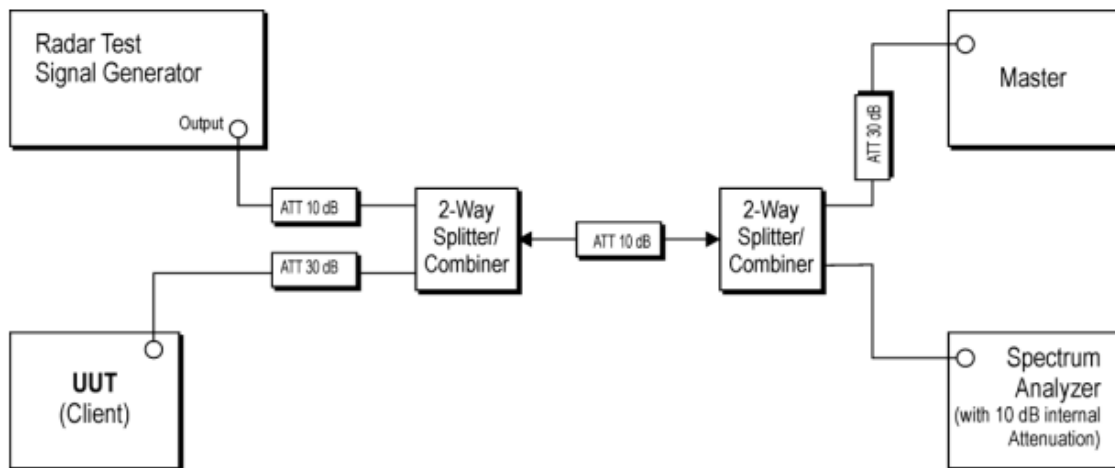 Radar Test
Signal Generator
Output
ATT 10 dB
ATT 30 dB
2-Way
Splitter/
Combiner
ATT 10 dB
2-Way
Splitter/
Combiner
ATT 30 dB
Master
UUT
(Client)
Spectrum
Analyzer
(with 10 dB internal
Attenuation)